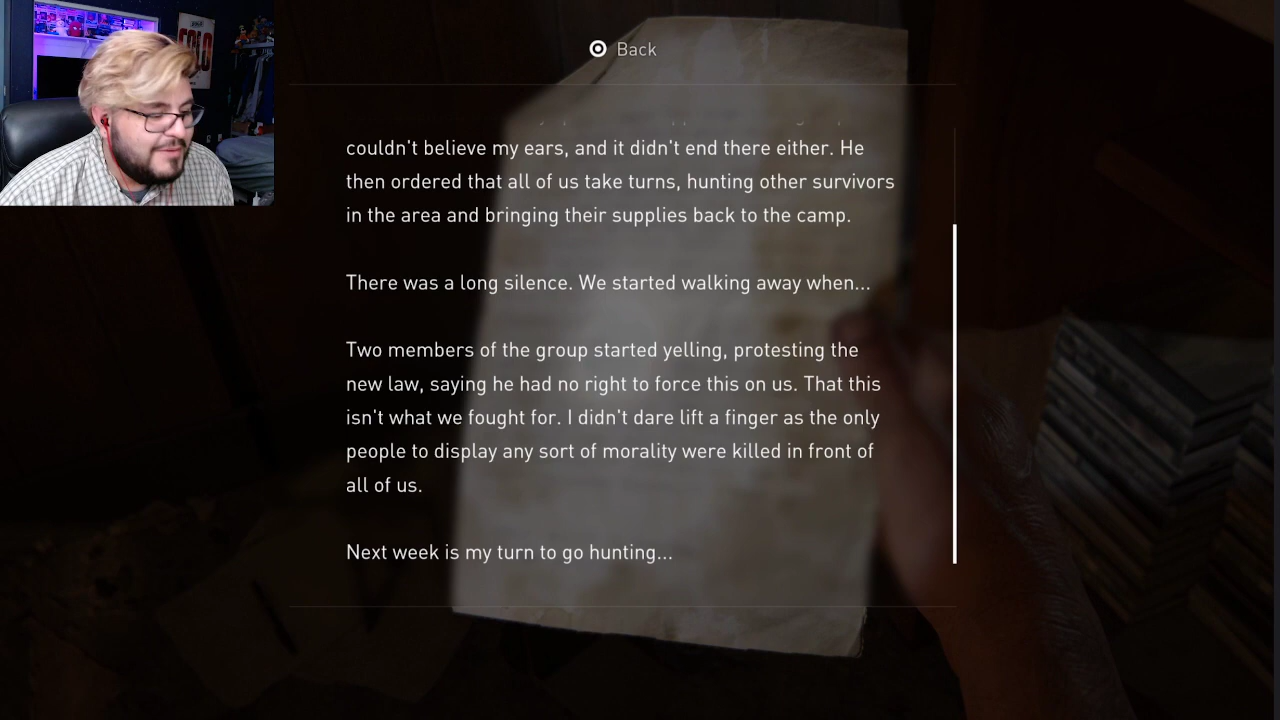 SOLO
Back
couldn't believe my ears, and it didn't end there either. He
then ordered that all of us take turns, hunting other survivors
in the area and bringing their supplies back to the camp.
There was a long silence. We started walking away when...
Two members of the group started yelling, protesting the
new law, saying he had no right to force this on us. That this
isn't what we fought for. I didn't dare lift a finger as the only
people to display any sort of morality were killed in front of
all of us.
Next week is my turn to go hunting...